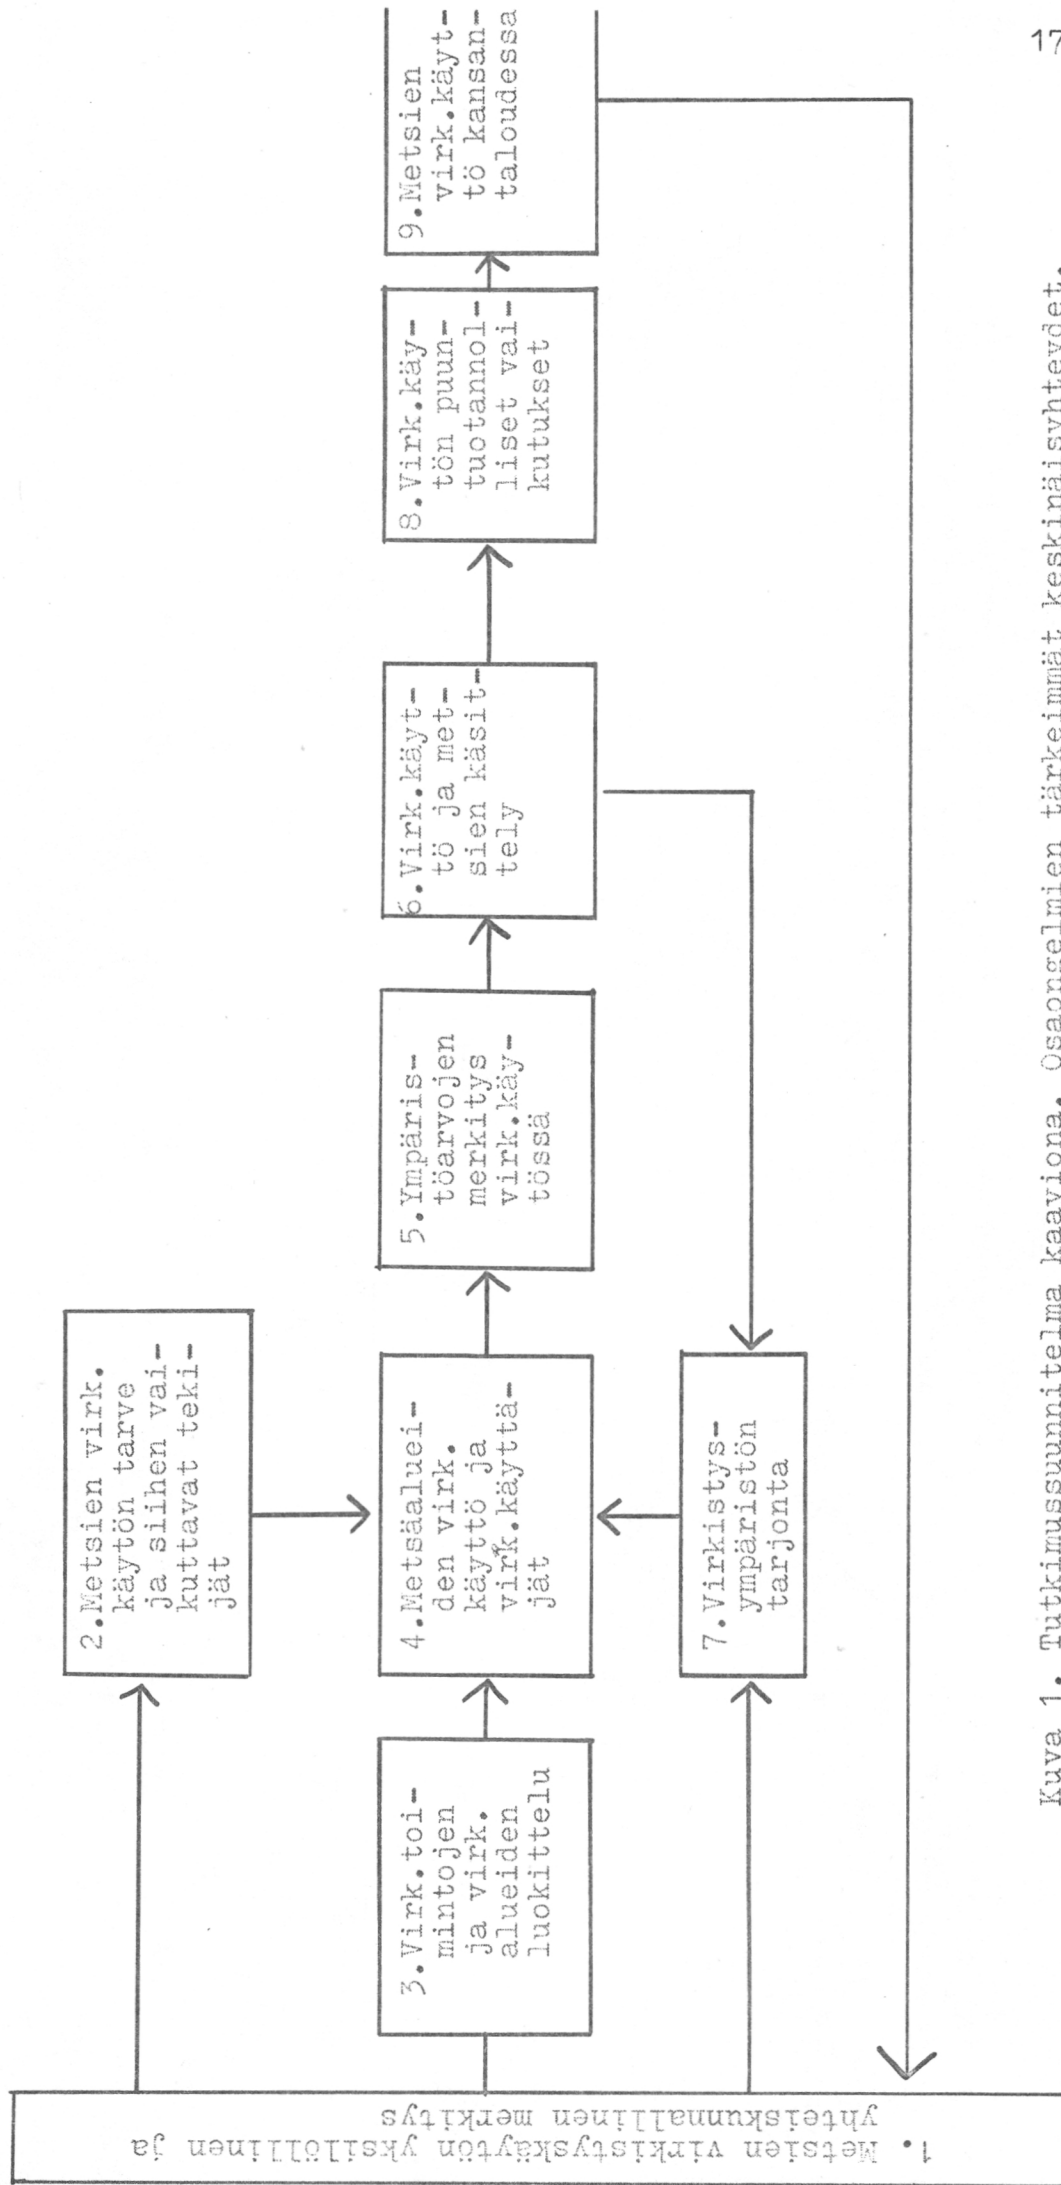 17
1. Metsien virkistyskäytön yksilöllinen ja
yhteiskunnallinen merkitys
2.Metsien virk.
käytön tarve
ja siihen vai-
kuttavat teki-
jät
3.Virk.toi-
mintojen
ja virk.
alueiden
luokittelu
4.Metsäaluei-
den virk.
käyttö ja
virk.käyttä-
jät
7.Virkistys-
ympäristön
tarjonta
5.Ympäris-
töarvojen
merkitys
virk.käy-
tössä
6.Virk.käyt-
tö ja met-
sien käsit-
tely
8.Virk.käy-
tön puun-
tuotannol-
liset vai-
kutukset
9.Metsien
virk.käyt-
tö kansan-
taloudessa
Kuva 1. Tutkimussuunnitelma kaaviona. Osaongelmien tärkeimmät keskinäisyhteydet.